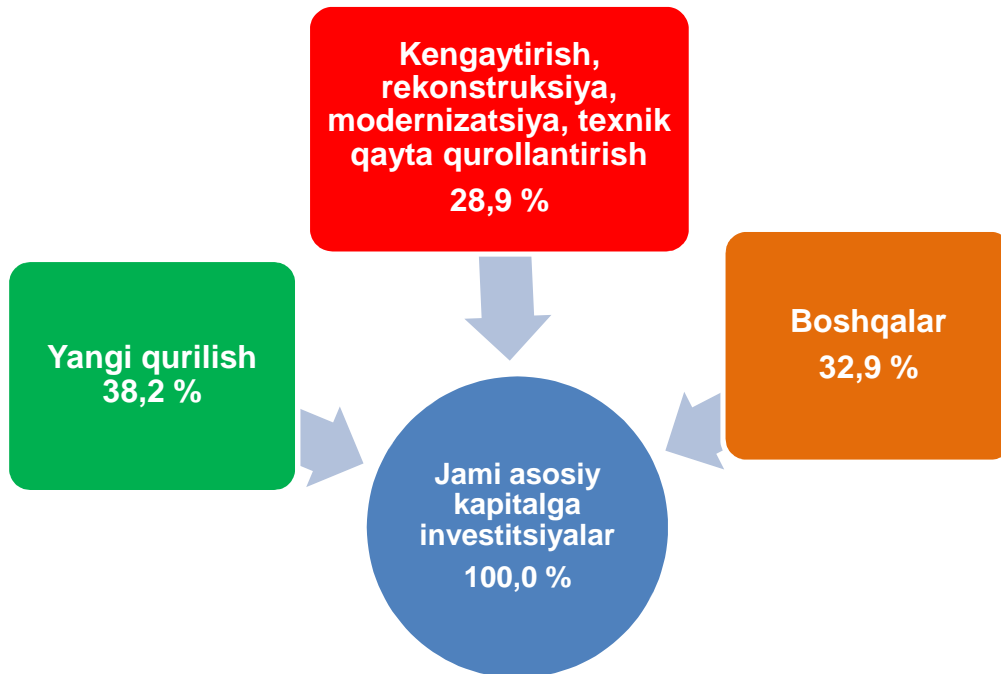 Kengaytirish,
rekonstruksiya,
modernizatsiya, texnik
qayta qurollantirish
28,9 %
Yangi qurilish
38,2 %
Boshqalar
32,9 %
Jami asosiy
kapitalga
investitsiyalar
100,0 %